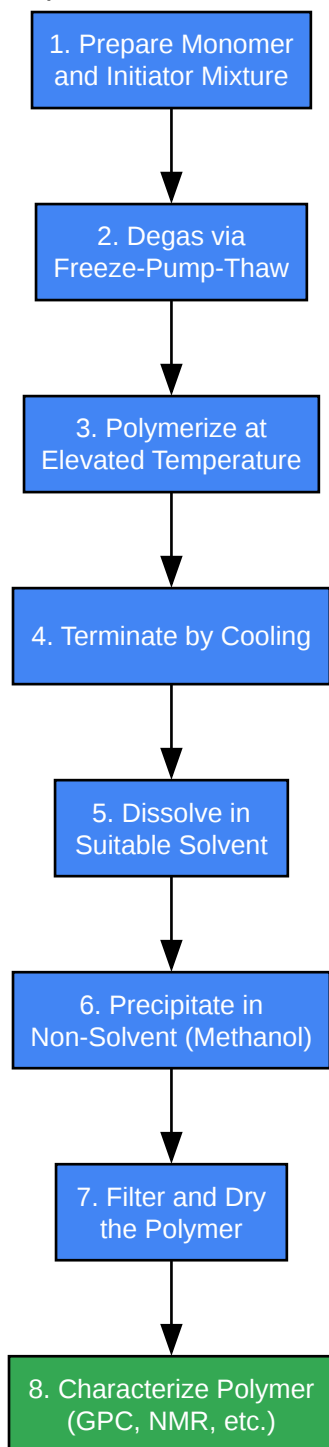 1. Prepare Monomer
and Initiator Mixture
2. Degas via
Freeze-Pump-Thaw
3. Polymerize at
Elevated Temperature
4. Terminate by Cooling
5. Dissolve in
Suitable Solvent
6. Precipitate in
Non-Solvent (Methanol)
7. Filter and Dry
the Polymer
8. Characterize Polymer
(GPC, NMR, etc.)